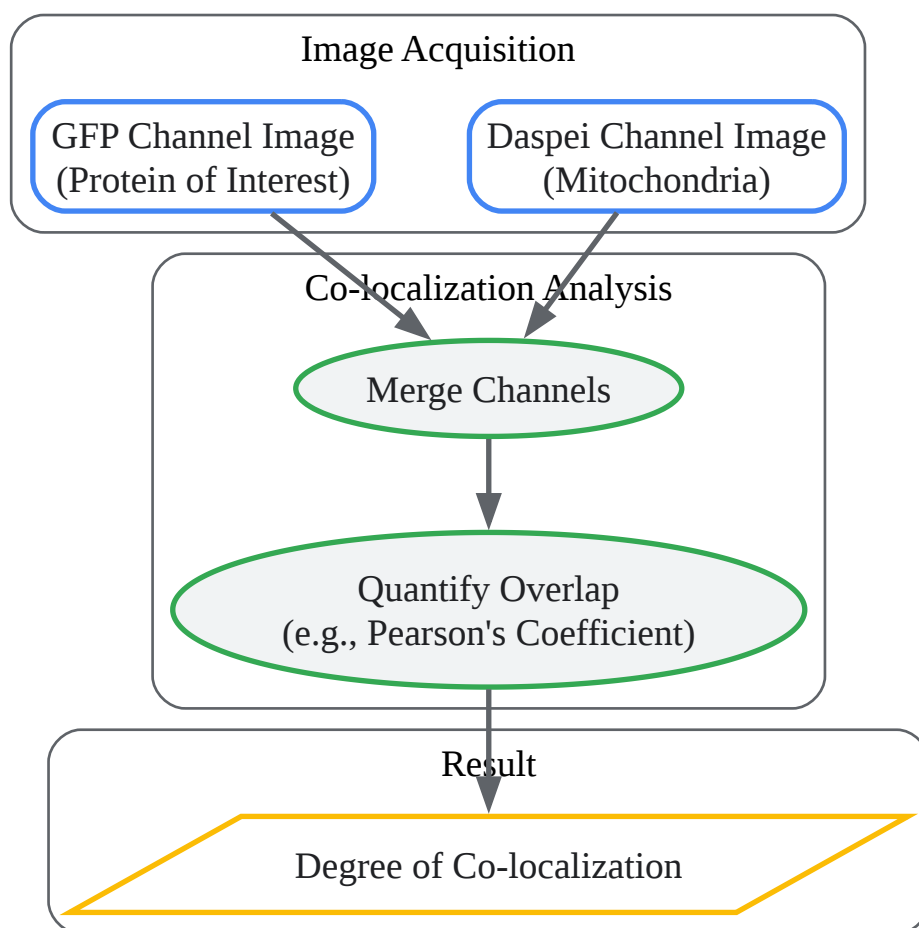 Image Acquisition
GFP Channel Image
(Protein of Interest)
Daspei Channel Image
(Mitochondria)
Co-localization Analysis
Merge Channels
Quantify Overlap
(e.g., Pearson's Coefficient)
Result
Degree of Co-localization